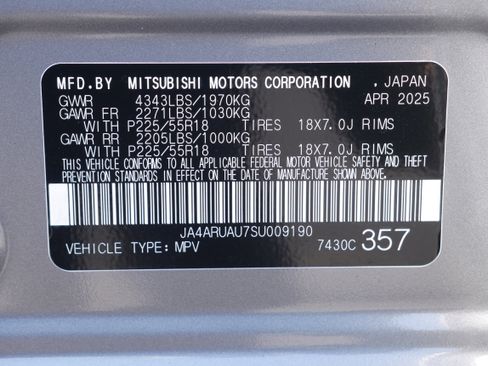 MFD.BY MITSUBISHI MOTORS CORPORATION , JAPAN
GVWR 4343LBS/1970KG APR 2025
GAWR FR 2271LBS/1030KG
WITH P225/55R18 TIRES 18X7.0J RIMS
GAWR RR 2205LBS/1000KG
WITH P225/55R18 TIRES 18X7.0J RIMS
THIS VEHICLE CONFORMS TO ALL APPLICABLE FEDERAL MOTOR VEHICLE SAFETY AND THEFT
PREVENTION STANDARDS IN EFFECT ON THE DATE OF MANUFACTURE SHOWN ABOVE.
JA4ARUAU7SU009190
VEHICLE TYPE:MPV 7430C 357